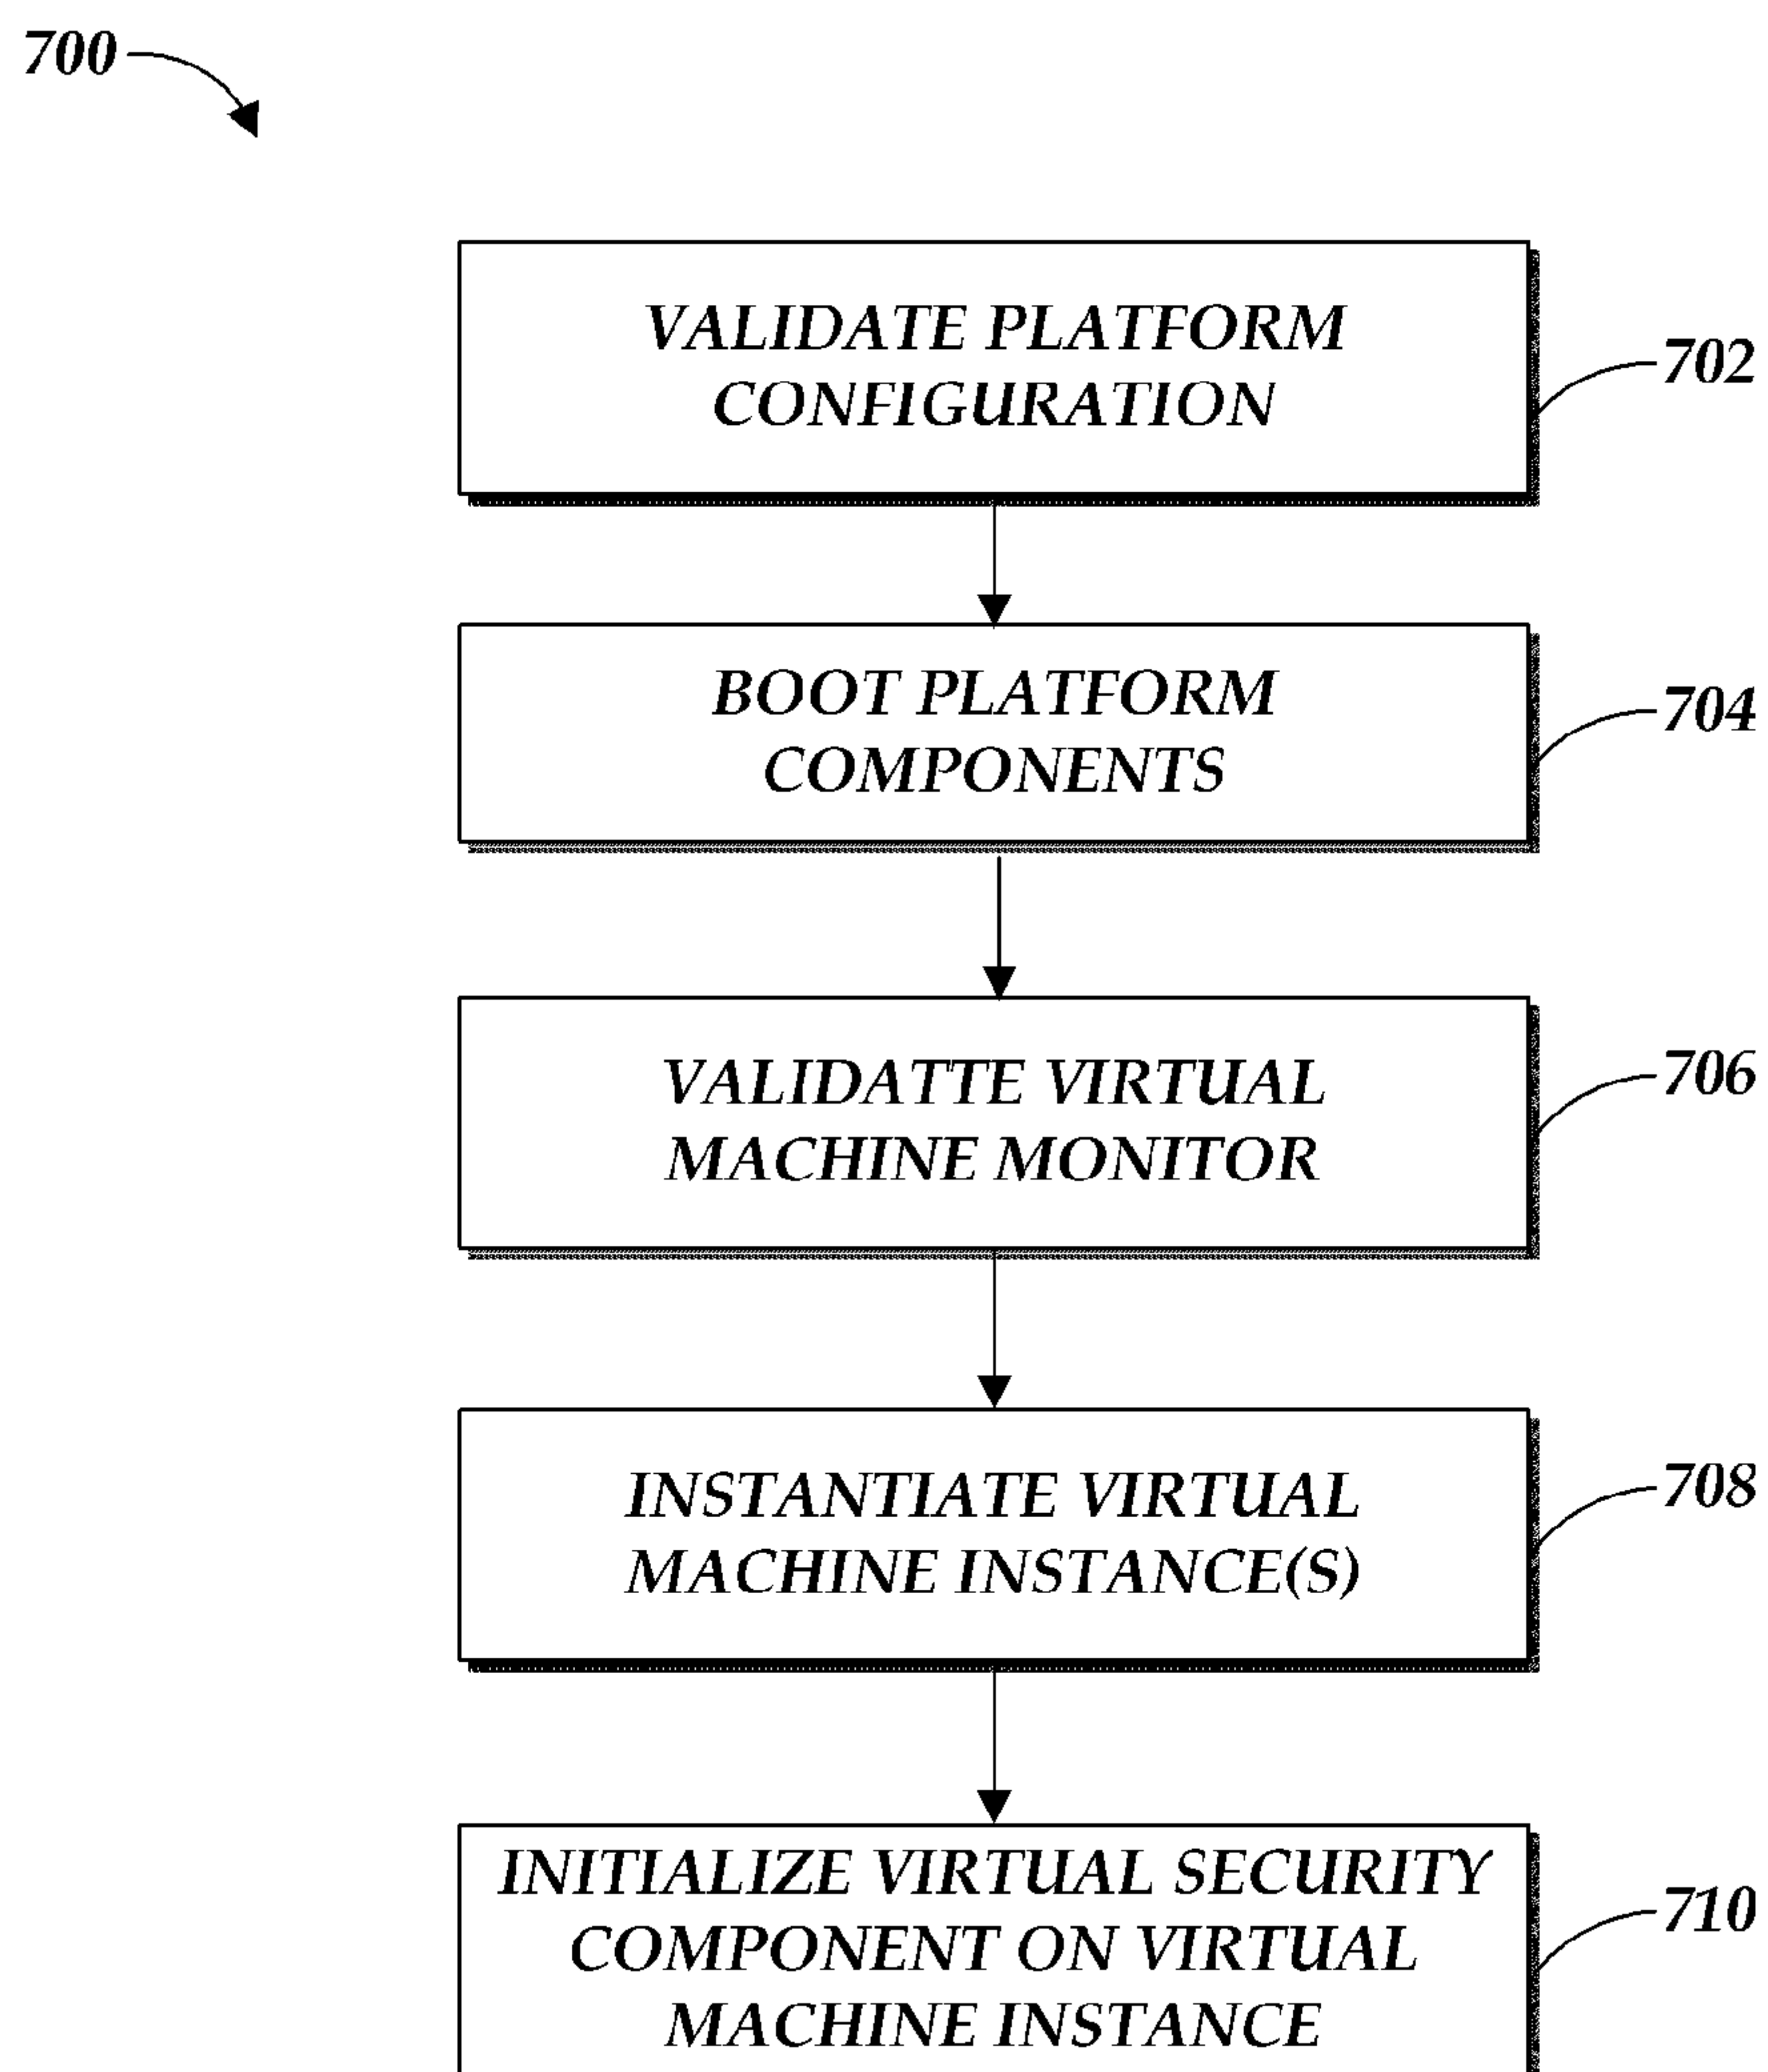 700
VALIDATE PLATFORM
CONFIGURATION
702
BOOT PLATFORM
COMPONENTS
704
VALIDATTE VIRTUAL
MACHINE MONITOR
706
INSTANTIATE VIRTUAL
MACHINE INSTANCE(S)
708
INITIALIZE VIRTUAL SECURITY
COMPONENT ON VIRTUAL
MACHINE INSTANCE
710